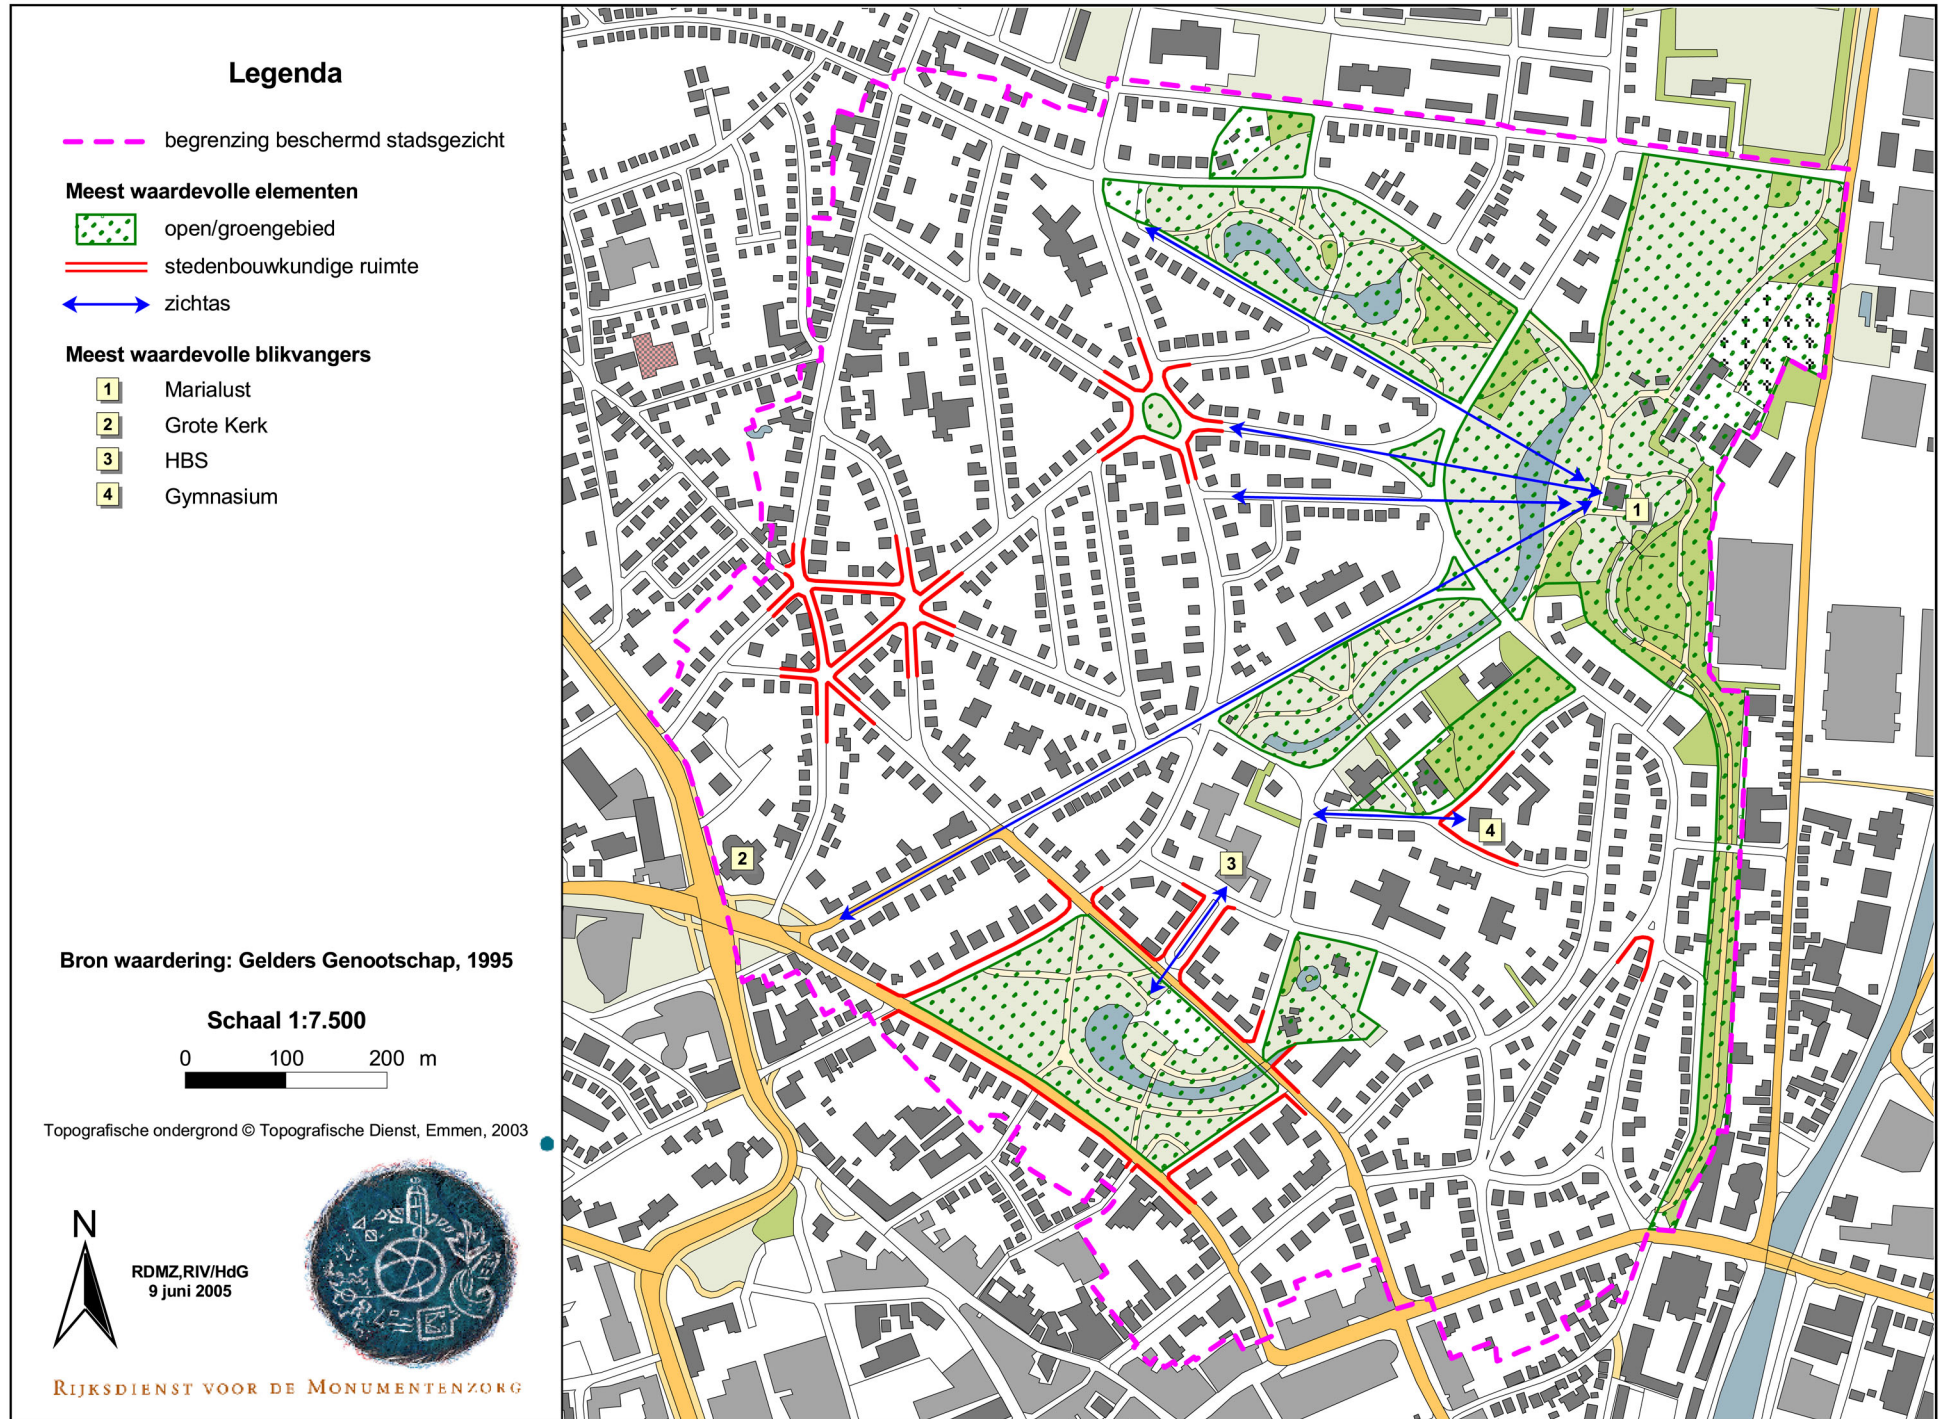 Legenda
begrenzing beschermd stadsgezicht
Meest waardevolle elementen
open/groengebied
stedenbouwkundige ruimte
zichtas
Meest waardevolle blikvangers
1 Marialust
2 Grote Kerk
3 HBS
4 Gymnasium
Bron waardering: Gelders Genootschap, 1995
Schaal 1:7.500
0 100 200 m
Topografische ondergrond © Topografische Dienst, Emmen, 2003
N
RDMZ,RIV/HdG
9 juni 2005
RIJKSDIENST VOOR DE MONUMENTENZORG
1
4
2
3